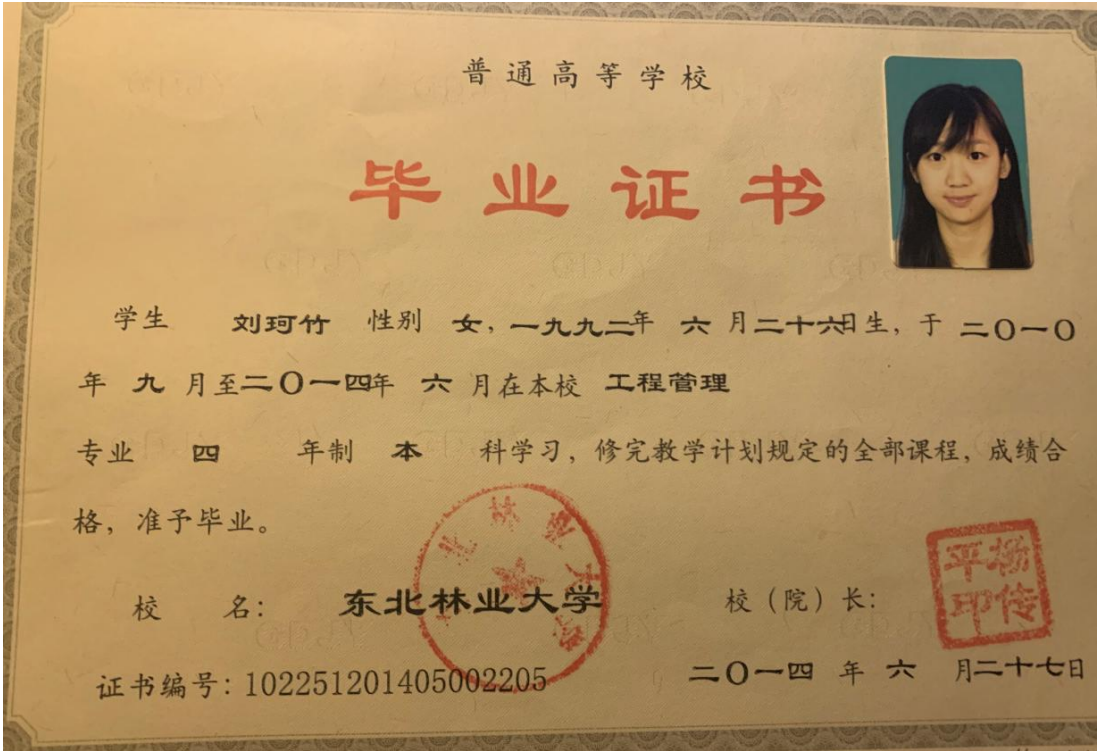 普通高等学校
毕业证书
学生 刘珂竹 性别 女，一九九二年 六 月二十六日生，于 二〇一〇
年 九 月至二〇一四年 六 月在本校 工程管理
专业 四 年制 本 科学习，修完教学计划规定的全部课程，成绩合
格，准予毕业。
校 名：东北林业大学 校（院）长：
杨传平印
证书编号：102251201405002205 二〇一四 年 六 月二十七日